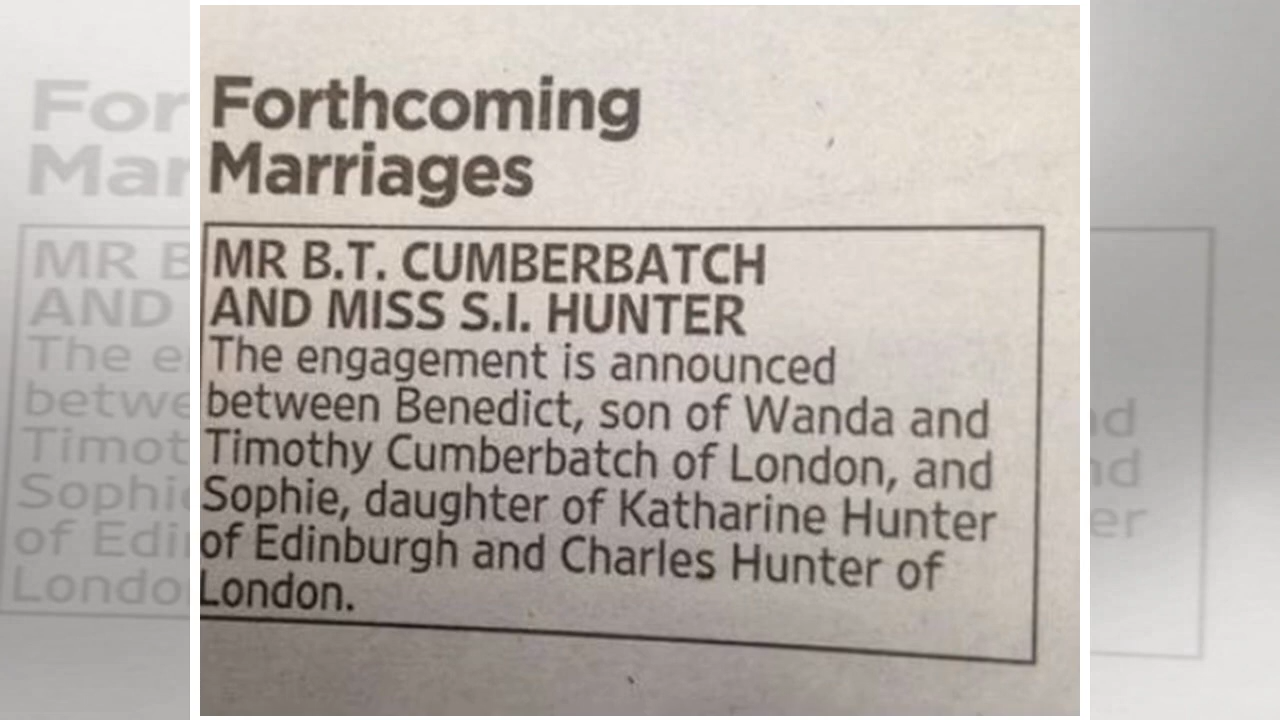 Forthcoming
Marriages
MR B.T. CUMBERBATCH
AND MISS S.I. HUNTER
The engagement is announced
between Benedict, son of Wanda and
Timothy Cumberbatch of London, and
Sophie, daughter of Katharine Hunter
of Edinburgh and Charles Hunter of
London.